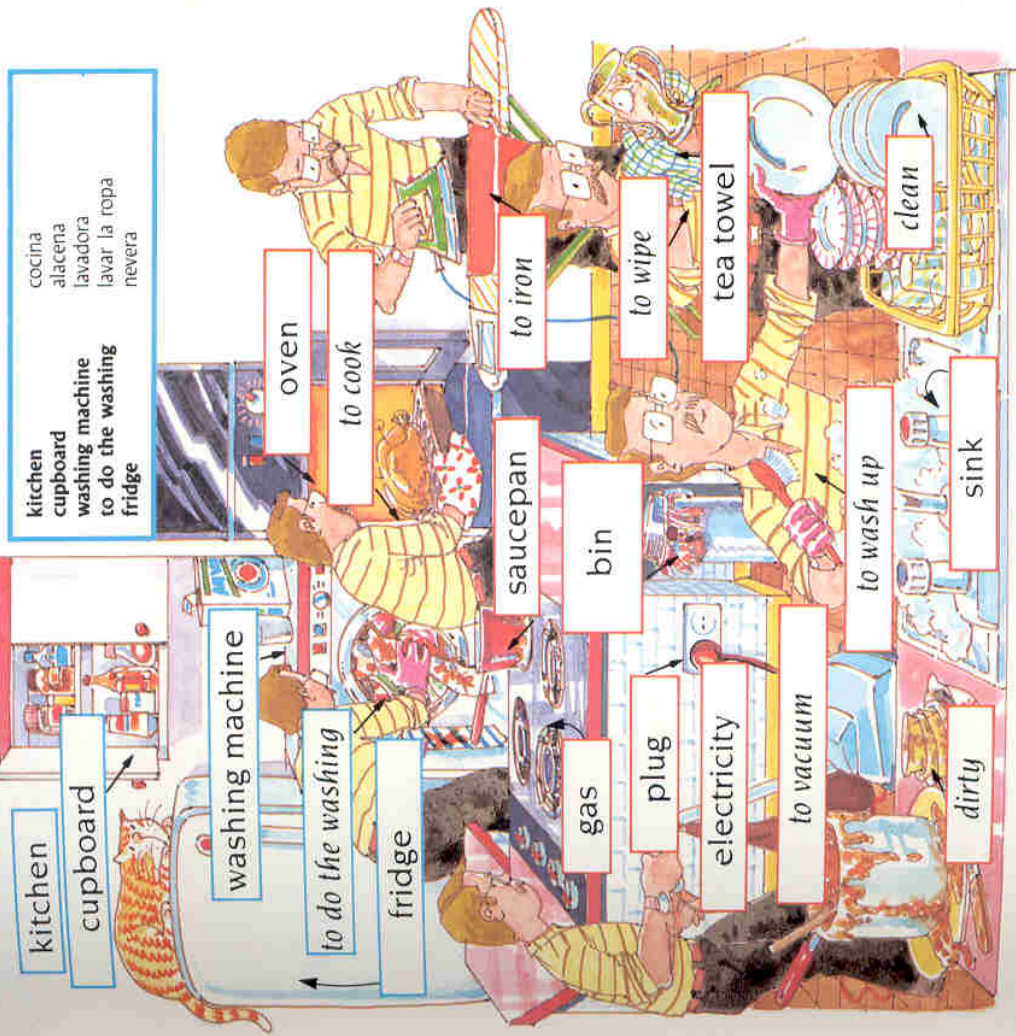 kitchen
cupboard
washing machine
to do the washing
fridge
kitchen cocina
cupboard alacena
washing machine lavadora
to do the washing lavar la ropa
fridge nevera
oven
to cook
saucepan
gas
bin
plug
electricity
to vacuum
to iron
to wipe
tea towel
to wash up
dirty
sink
clean